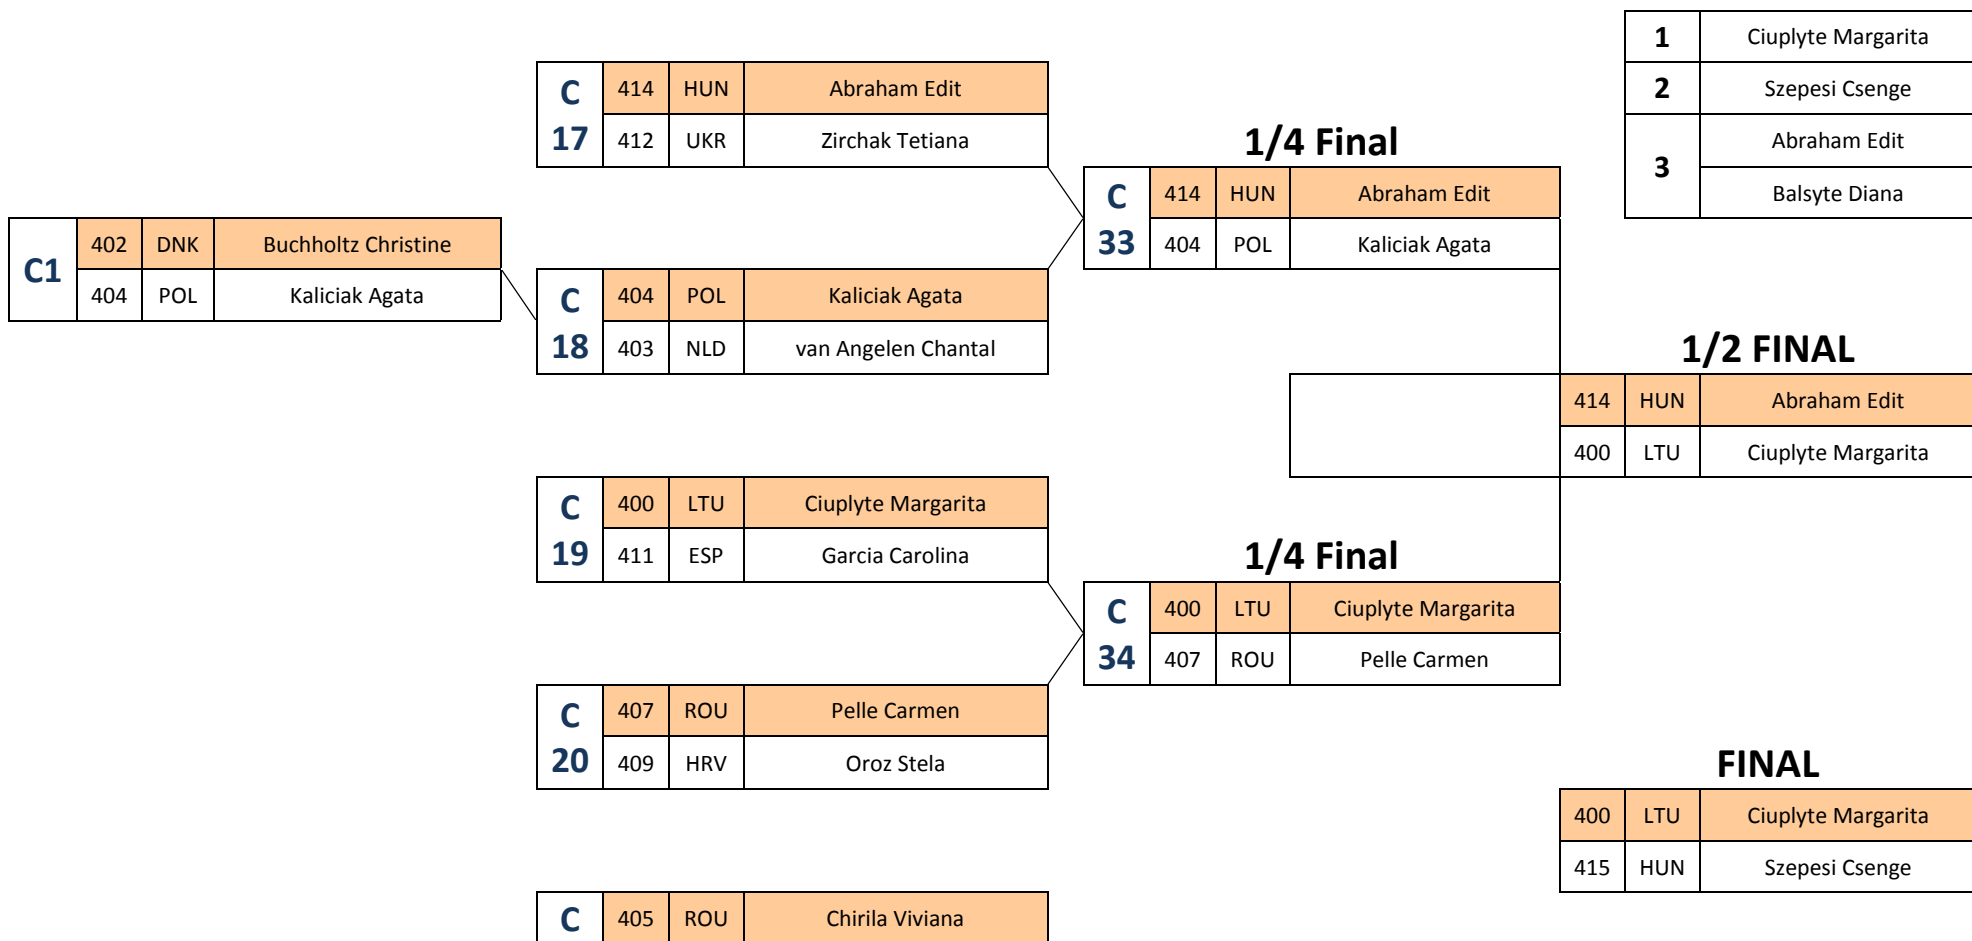 1 Ciuplyte Margarita
2 Szepesi Csenge
3 Abraham Edit
Balsyte Diana
C 17
414 HUN Abraham Edit
412 UKR Zirchak Tetiana
1/4 Final
C 33
414 HUN Abraham Edit
404 POL Kaliciak Agata
C1
402 DNK Buchholtz Christine
404 POL Kaliciak Agata
C 18
404 POL Kaliciak Agata
403 NLD van Angelen Chantal
1/2 FINAL
414 HUN Abraham Edit
400 LTU Ciuplyte Margarita
C 19
400 LTU Ciuplyte Margarita
411 ESP Garcia Carolina
1/4 Final
C 34
400 LTU Ciuplyte Margarita
407 ROU Pelle Carmen
C 20
407 ROU Pelle Carmen
409 HRV Oroz Stela
FINAL
400 LTU Ciuplyte Margarita
415 HUN Szepesi Csenge
C
405 ROU Chirila Viviana